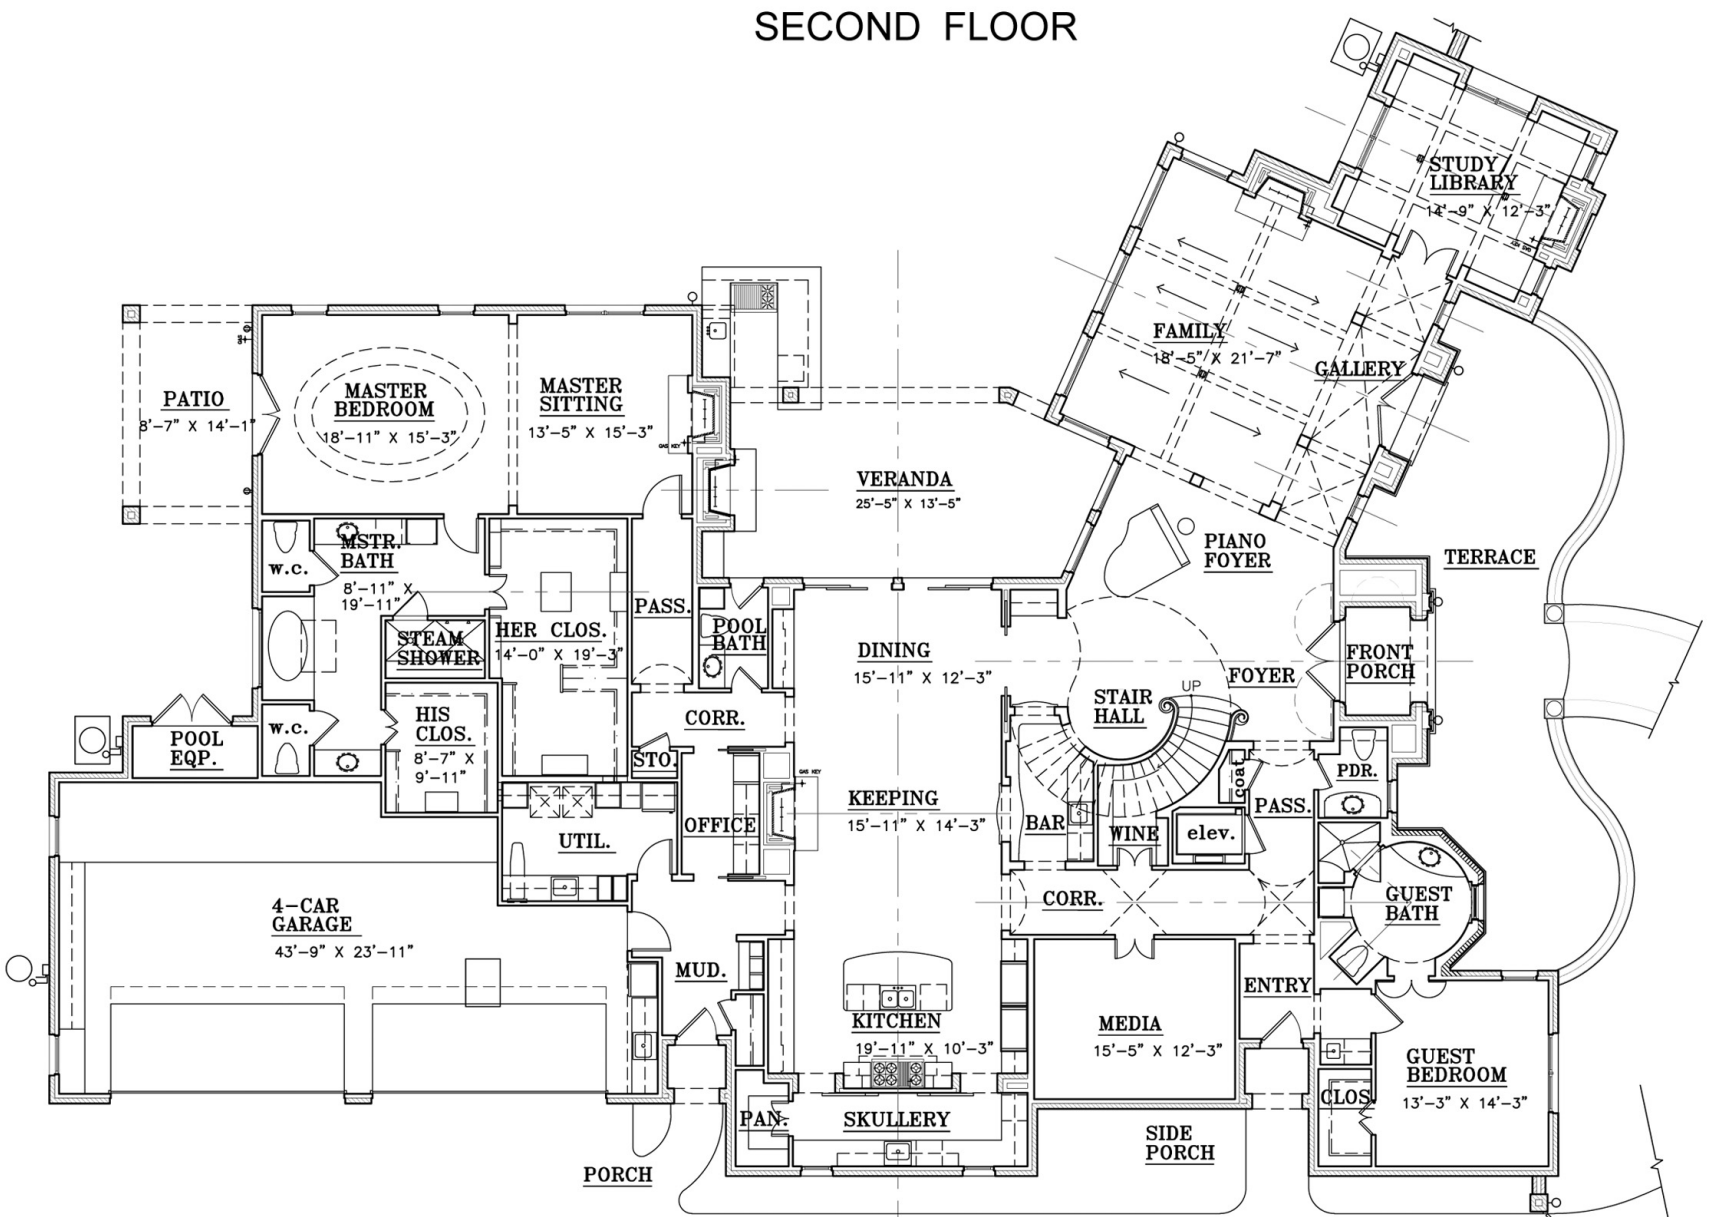 SECOND FLOOR
STUDY
LIBRARY
14'-9" X 12'-3"
GAS KEY
FAMILY
18'-5" X 21'-7"
GALLERY
PATIO
8'-7" X 14'-1"
MASTER
BEDROOM
18'-11" X 15'-3"
MASTER
SITTING
13'-5" X 15'-3"
GAS KEY
VERANDA
25'-5" X 13'-5"
PIANO
FOYER
TERRACE
MSTR.
BATH
8'-11" X
19'-11"
W.C.
STEAM
SHOWER
HER CLOS.
14'-0" X 19'-3"
PASS.
POOL
BATH
DINING
15'-11" X 12'-3"
FRONT
PORCH
FOYER
UP
STAIR
HALL
HIS
CLOS.
8'-7" X
9'-11"
W.C.
CORR.
POOL
EQP.
STO.
GAS KEY
coat
PDR.
KEEPING
15'-11" X 14'-3"
OFFICE
UTIL.
BAR
WINE
elev.
PASS.
4-CAR
GARAGE
43'-9" X 23'-11"
CORR.
GUEST
BATH
MUD.
ENTRY
KITCHEN
19'-11" X 10'-3"
MEDIA
15'-5" X 12'-3"
GUEST
BEDROOM
13'-3" X 14'-3"
CLOS
PAN.
SKULLERY
SIDE
PORCH
PORCH